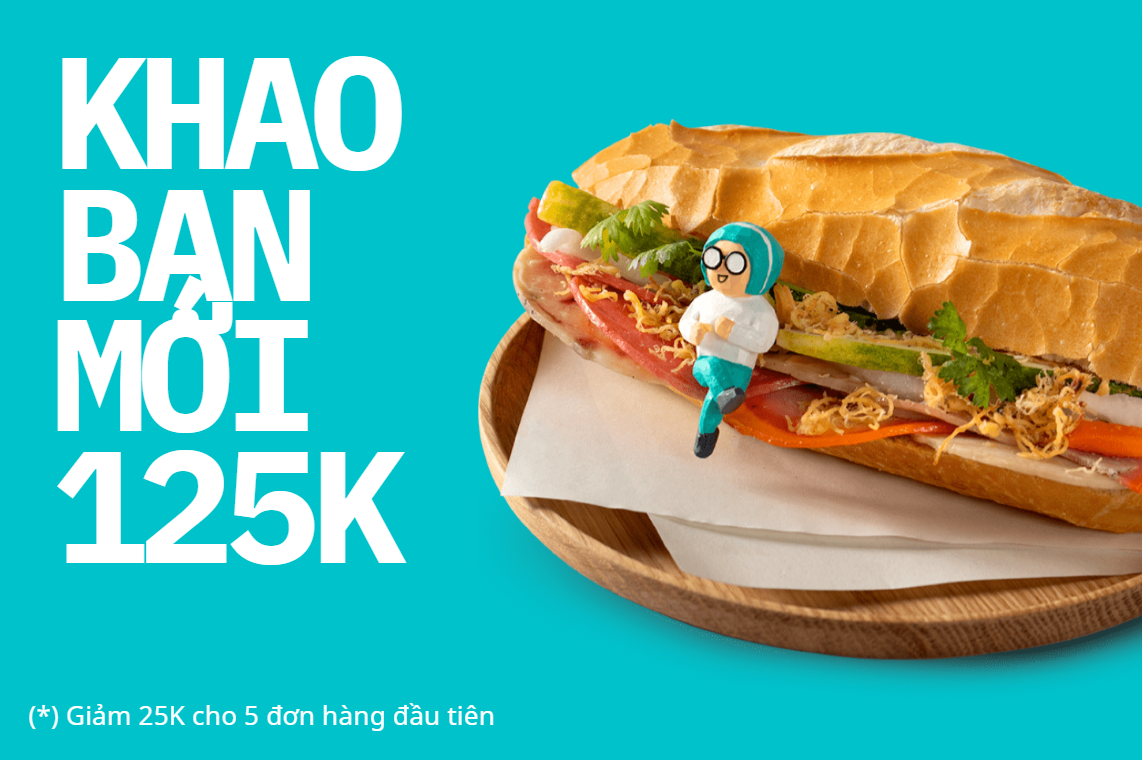 KHAO
BẠN
MỚI
125K
(*) Giảm 25K cho 5 đơn hàng đầu tiên